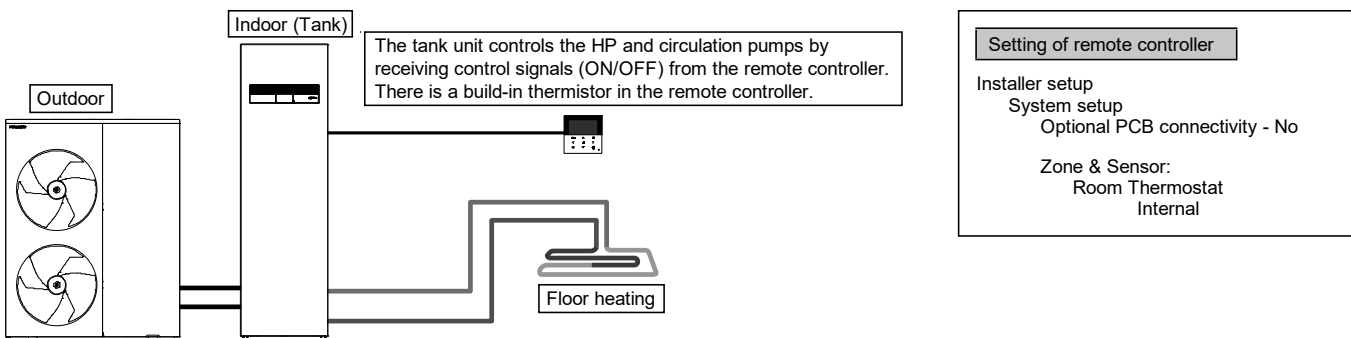 Indoor (Tank)
The tank unit controls the HP and circulation pumps by
receiving control signals (ON/OFF) from the remote controller.
There is a build-in thermistor in the remote controller.
Outdoor
Floor heating
Setting of remote controller
Installer setup
System setup
Optional PCB connectivity - No
Zone & Sensor:
Room Thermostat
Internal